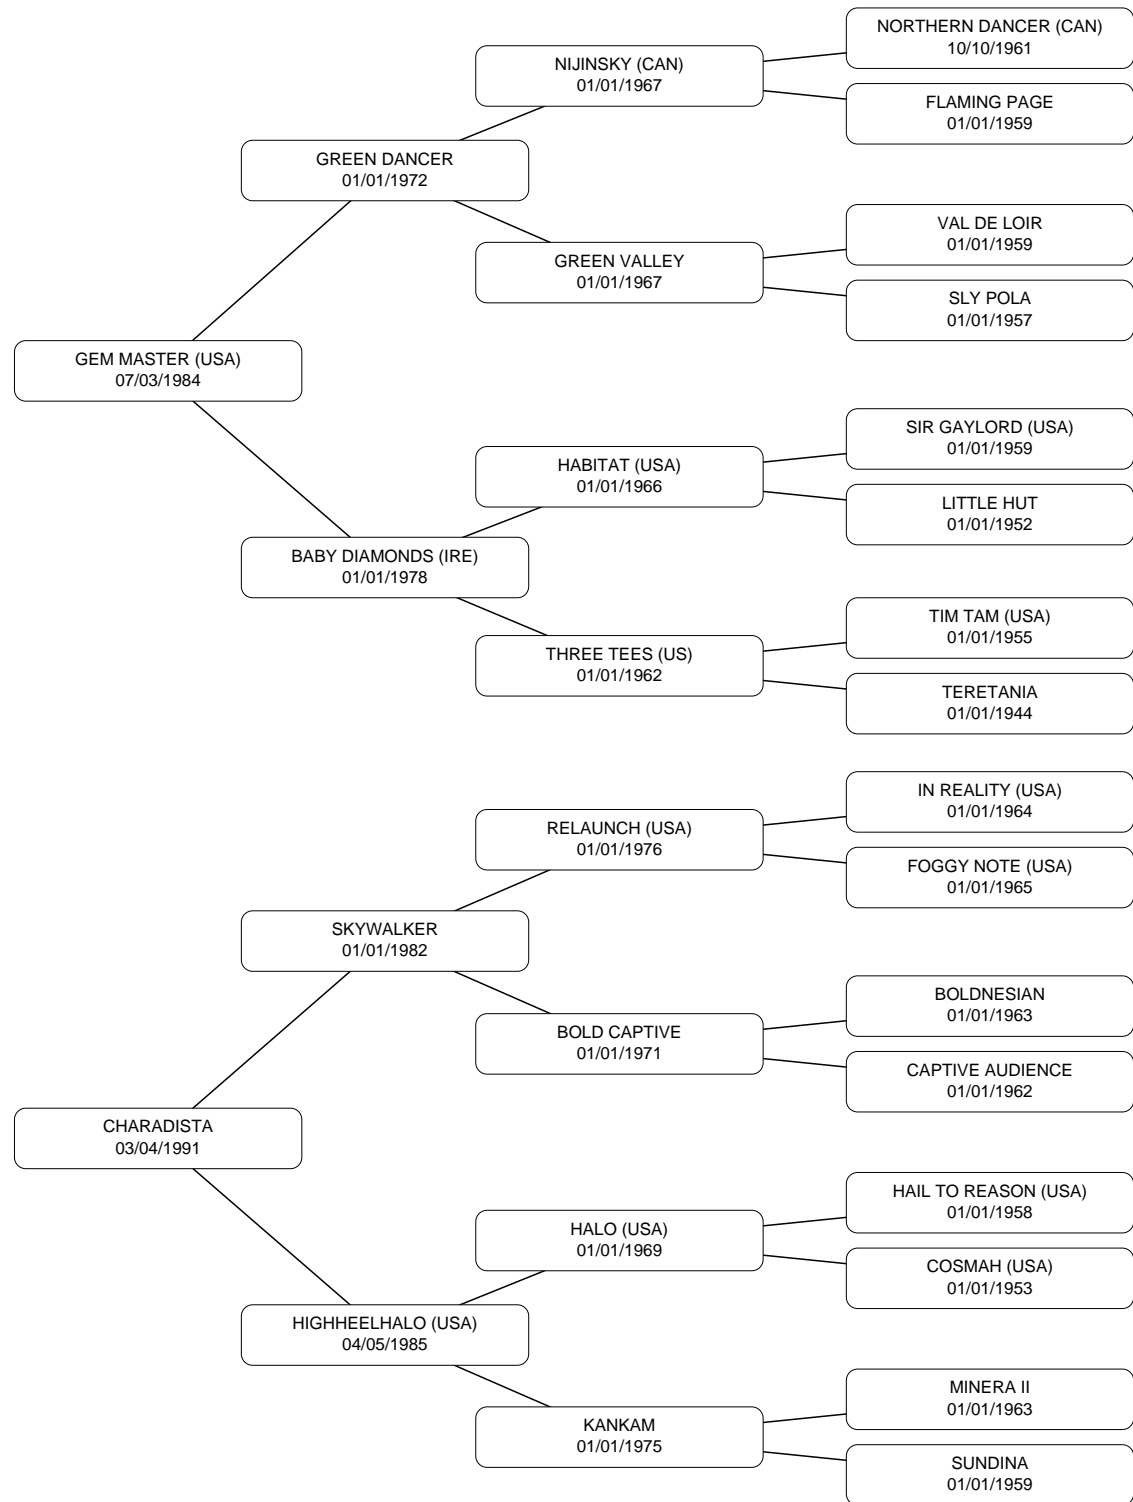 NORTHERN DANCER (CAN)
10/10/1961
NIJINSKY (CAN)
01/01/1967
FLAMING PAGE
01/01/1959
GREEN DANCER
01/01/1972
VAL DE LOIR
01/01/1959
GREEN VALLEY
01/01/1967
SLY POLA
01/01/1957
GEM MASTER (USA)
07/03/1984
SIR GAYLORD (USA)
01/01/1959
HABITAT (USA)
01/01/1966
LITTLE HUT
01/01/1952
BABY DIAMONDS (IRE)
01/01/1978
TIM TAM (USA)
01/01/1955
THREE TEES (US)
01/01/1962
TERETANIA
01/01/1944
IN REALITY (USA)
01/01/1964
RELAUNCH (USA)
01/01/1976
FOGGY NOTE (USA)
01/01/1965
SKYWALKER
01/01/1982
BOLDNESIAN
01/01/1963
BOLD CAPTIVE
01/01/1971
CAPTIVE AUDIENCE
01/01/1962
CHARADISTA
03/04/1991
HAIL TO REASON (USA)
01/01/1958
HALO (USA)
01/01/1969
COSMAH (USA)
01/01/1953
HIGHHEELHALO (USA)
04/05/1985
MINERA II
01/01/1963
KANKAM
01/01/1975
SUNDINA
01/01/1959